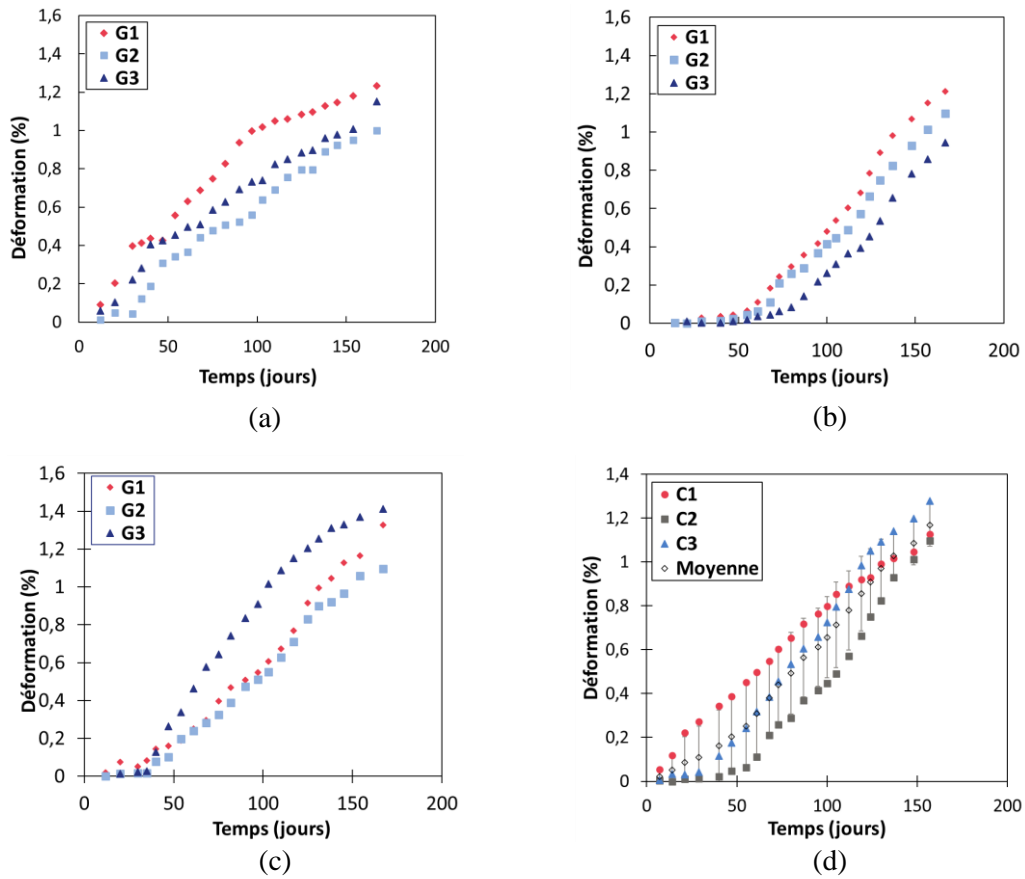 1,6
1,4
1,2
1
0,8
0,6
0,4
0,2
0
Déformation (%)
G1
G2
G3
0 50 100 150 200
Temps (jours)
(a)
1,6
1,4
1,2
1
0,8
0,6
0,4
0,2
0
Déformation (%)
G1
G2
G3
0 50 100 150 200
Temps (jours)
(b)
1,6
1,4
1,2
1
0,8
0,6
0,4
0,2
0
Déformation (%)
G1
G2
G3
0 50 100 150 200
Temps (jours)
(c)
1,4
1,2
1
0,8
0,6
0,4
0,2
0
Déformation (%)
C1
C2
C3
Moyenne
0 50 100 150 200
Temps (jours)
(d)